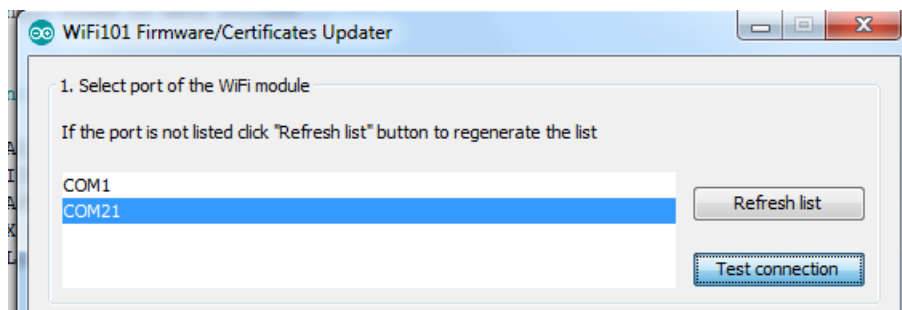 WiFi101 Firmware/Certificates Updater
1. Select port of the WiFi module
If the port is not listed click "Refresh list" button to regenerate the list
COM1
COM21
Refresh list
Test connection